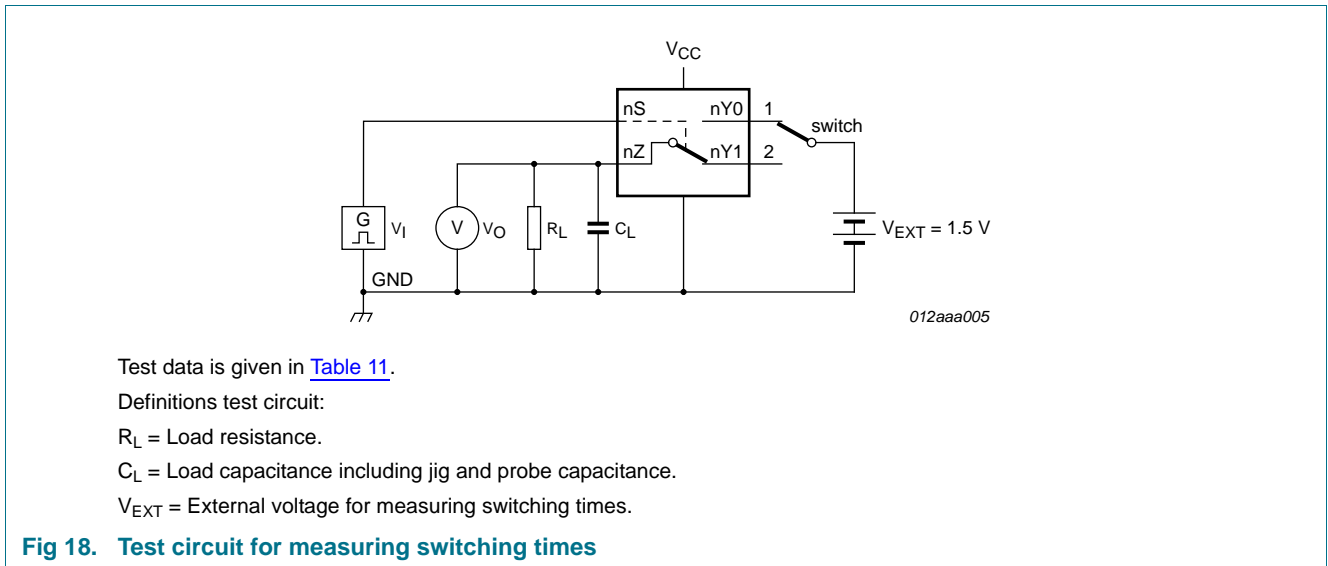 VCC
nS nY0 1
switch
nZ nY1 2
G VI V VO RL CL VEXT = 1.5 V
GND
012aaa005
Test data is given in Table 11.
Definitions test circuit:
RL = Load resistance.
CL = Load capacitance including jig and probe capacitance.
VEXT = External voltage for measuring switching times.
Fig 18. Test circuit for measuring switching times